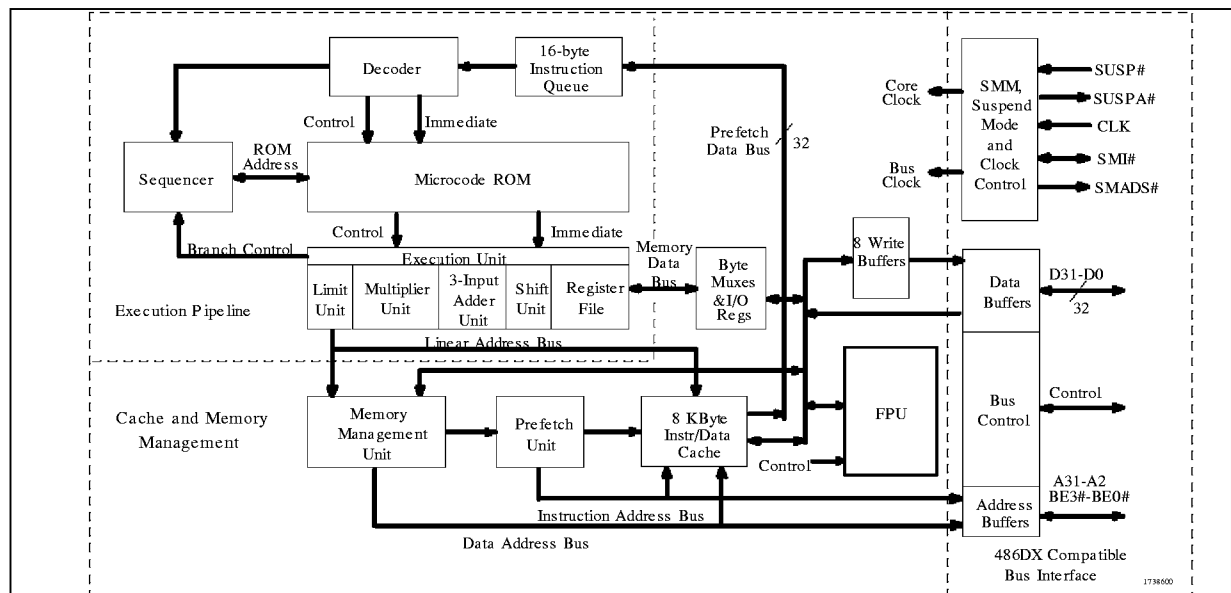 Decoder
16-byte
Instruction
Queue
Control
Immediate
Prefetch
Data Bus
32
Core
Clock
Bus
Clock
SMM,
Suspend
Mode
and
Clock
Control
SUSP#
SUSPA#
CLK
SMI#
SMADS#
Sequencer
ROM
Address
Microcode ROM
Branch Control
Control
Immediate
Execution Unit
Limit
Unit
Multiplier
Unit
3-Input
Adder
Unit
Shift
Unit
Register
File
Memory
Data
Bus
Byte
Muxes
&I/O
Regs
8 Write
Buffers
Data
Buffers
D31-D0
32
Execution Pipeline
Linear Address Bus
Cache and Memory
Management
Memory
Management
Unit
Prefetch
Unit
8 KByte
Instr/Data
Cache
FPU
Control
Bus
Control
Control
Instruction Address Bus
Data Address Bus
Address
Buffers
A31-A2
BE3#-BE0#
486DX Compatible
Bus Interface
1738600